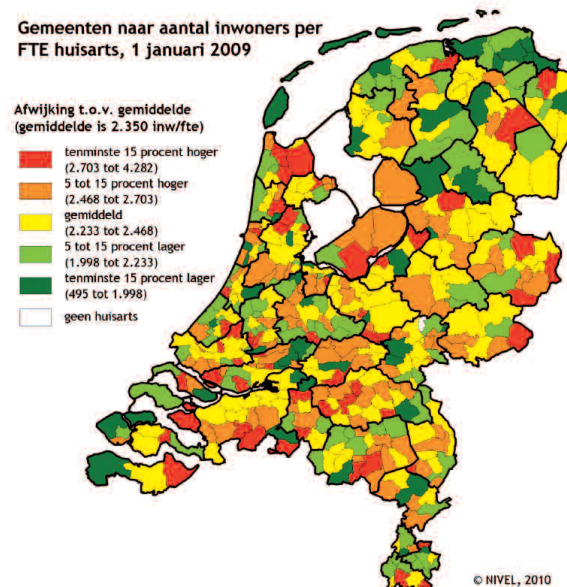 Gemeenten naar aantal inwoners per
FTE huisarts, 1 januari 2009
Afwijking t.o.v. gemiddelde
(gemiddelde is 2.350 inw/fte)
tenminste 15 procent hoger
(2.703 tot 4.282)
5 tot 15 procent hoger
(2.468 tot 2.703)
gemiddeld
(2.233 tot 2.468)
5 tot 15 procent lager
(1.998 tot 2.233)
tenminste 15 procent lager
(495 tot 1.998)
geen huisarts
© NIVEL, 2010